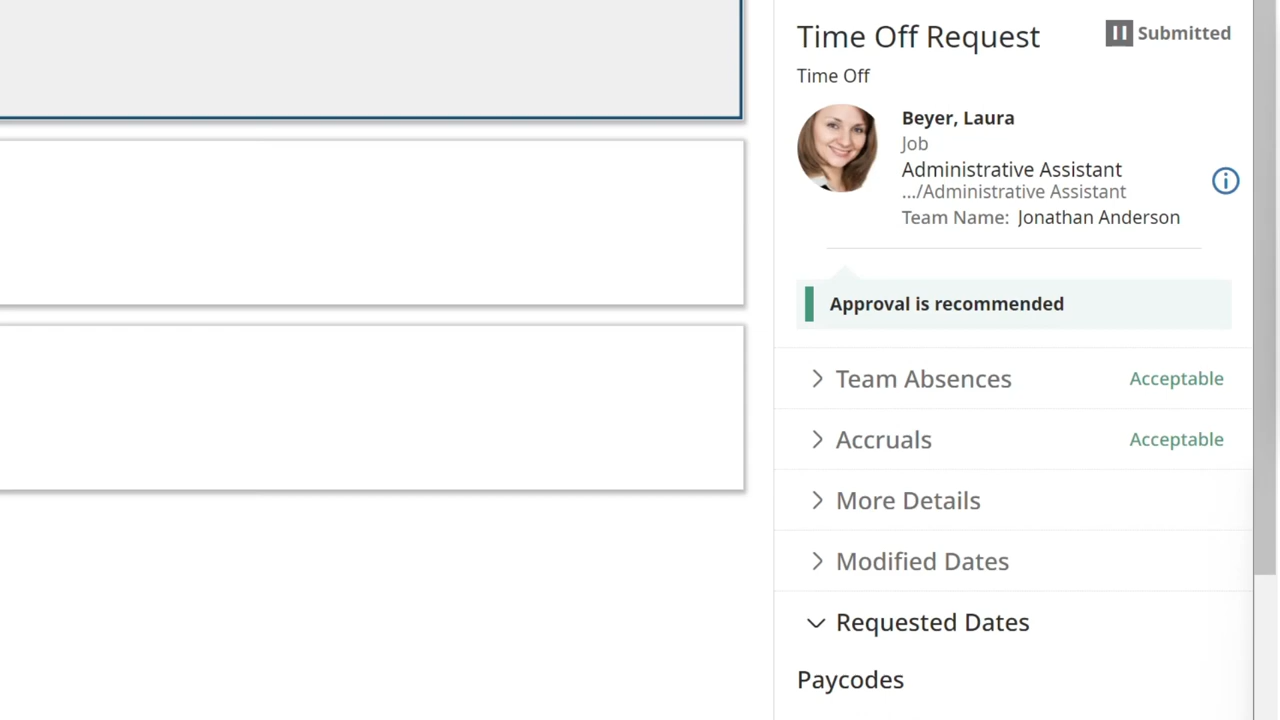 Time Off Request
Submitted
Time Off
Beyer, Laura
Job
Administrative Assistant
.../Administrative Assistant
Team Name: Jonathan Anderson
Approval is recommended
Team Absences Acceptable
Accruals Acceptable
More Details
Modified Dates
Requested Dates
Paycodes